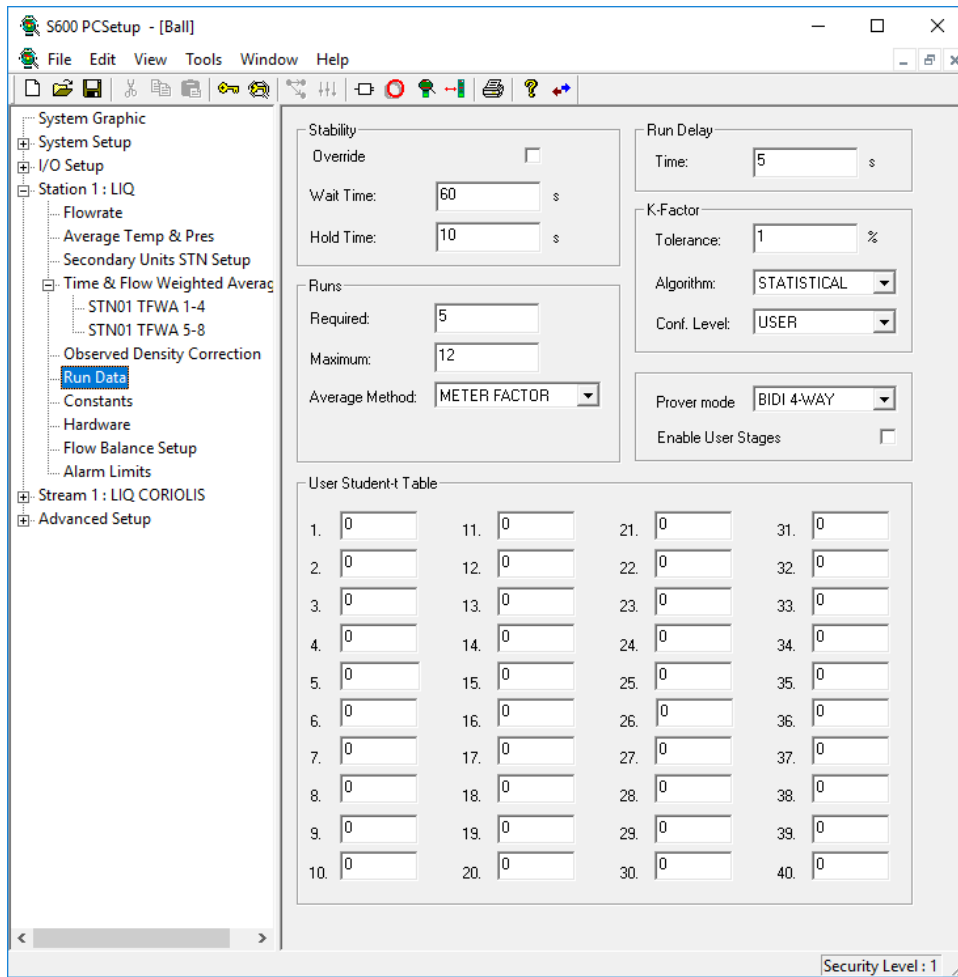 S600 PCSetup - [Ball]
File Edit View Tools Window Help
System Graphic
System Setup
I/O Setup
Station 1 : LIQ
Flowrate
Average Temp & Pres
Secondary Units STN Setup
Time & Flow Weighted Averag
STN01 TFWA 1-4
STN01 TFWA 5-8
Observed Density Correction
Run Data
Constants
Hardware
Flow Balance Setup
Alarm Limits
Stream 1 : LIQ CORIOLIS
Advanced Setup
Stability
Override
Wait Time: 60 s
Hold Time: 10 s
Runs
Required: 5
Maximum: 12
Average Method: METER FACTOR
Run Delay
Time: 5 s
K-Factor
Tolerance: 1 %
Algorithm: STATISTICAL
Conf. Level: USER
Prover mode BIDI 4-WAY
Enable User Stages
User Student-t Table
1. 0 11. 0 21. 0 31. 0
2. 0 12. 0 22. 0 32. 0
3. 0 13. 0 23. 0 33. 0
4. 0 14. 0 24. 0 34. 0
5. 0 15. 0 25. 0 35. 0
6. 0 16. 0 26. 0 36. 0
7. 0 17. 0 27. 0 37. 0
8. 0 18. 0 28. 0 38. 0
9. 0 19. 0 29. 0 39. 0
10. 0 20. 0 30. 0 40. 0
Security Level : 1